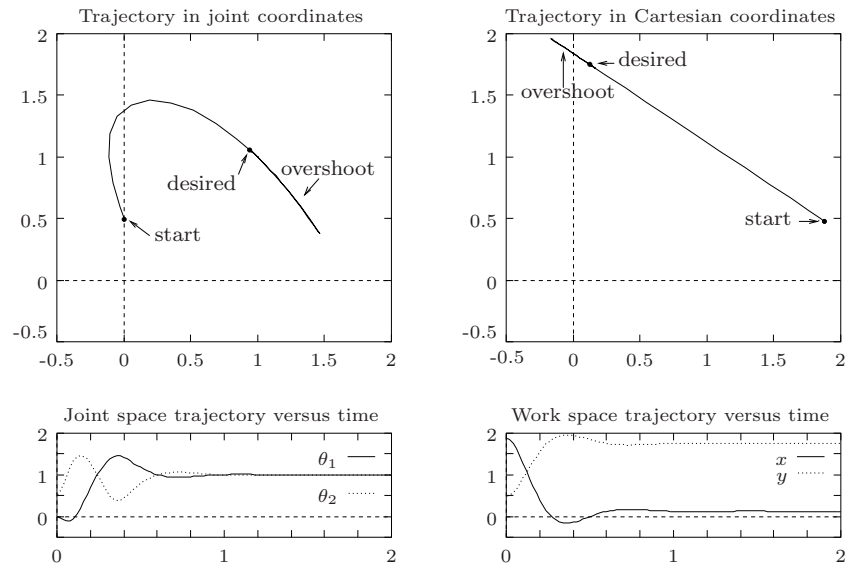 Trajectory in joint coordinates
2
1.5
1
0.5
0
-0.5
-0.5 0 0.5 1 1.5 2
desired
overshoot
start
Trajectory in Cartesian coordinates
2
1.5
1
0.5
0
-0.5
-0.5 0 0.5 1 1.5 2
desired
overshoot
start
Joint space trajectory versus time
2
1
0
0 1 2
θ1
θ2
Work space trajectory versus time
2
1
0
0 1 2
x
y